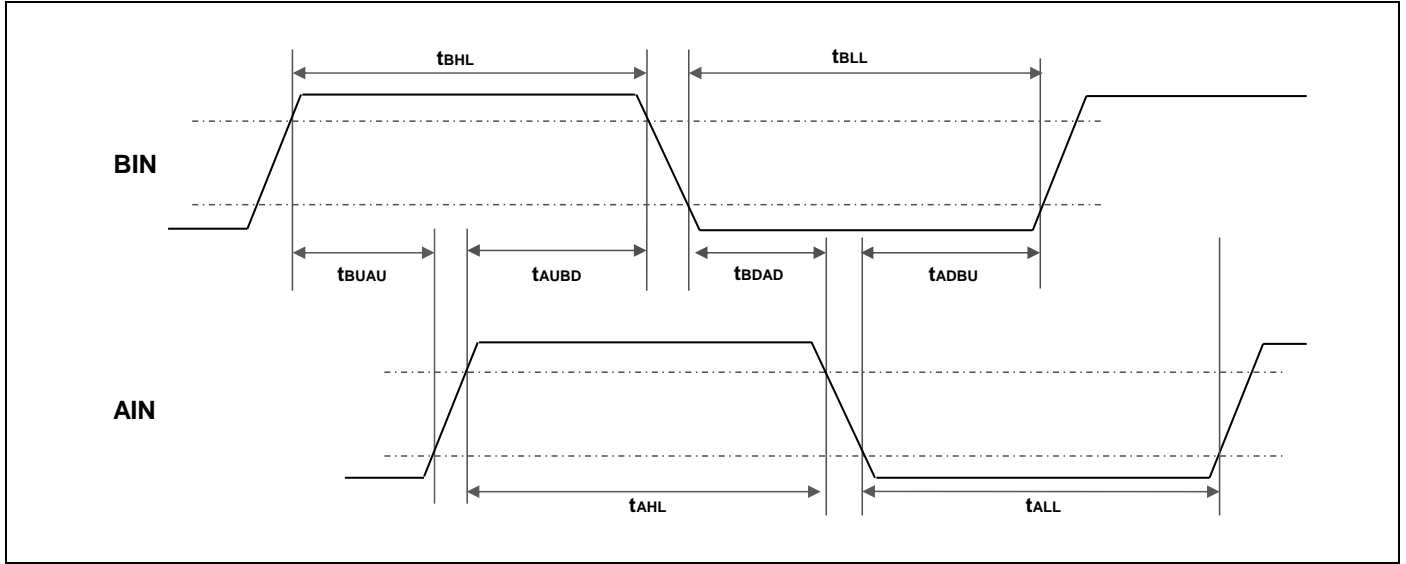 tBHL
tBLL
BIN
tBUAU
tAUBD
tBDAD
tADBU
AIN
tAHL
tALL